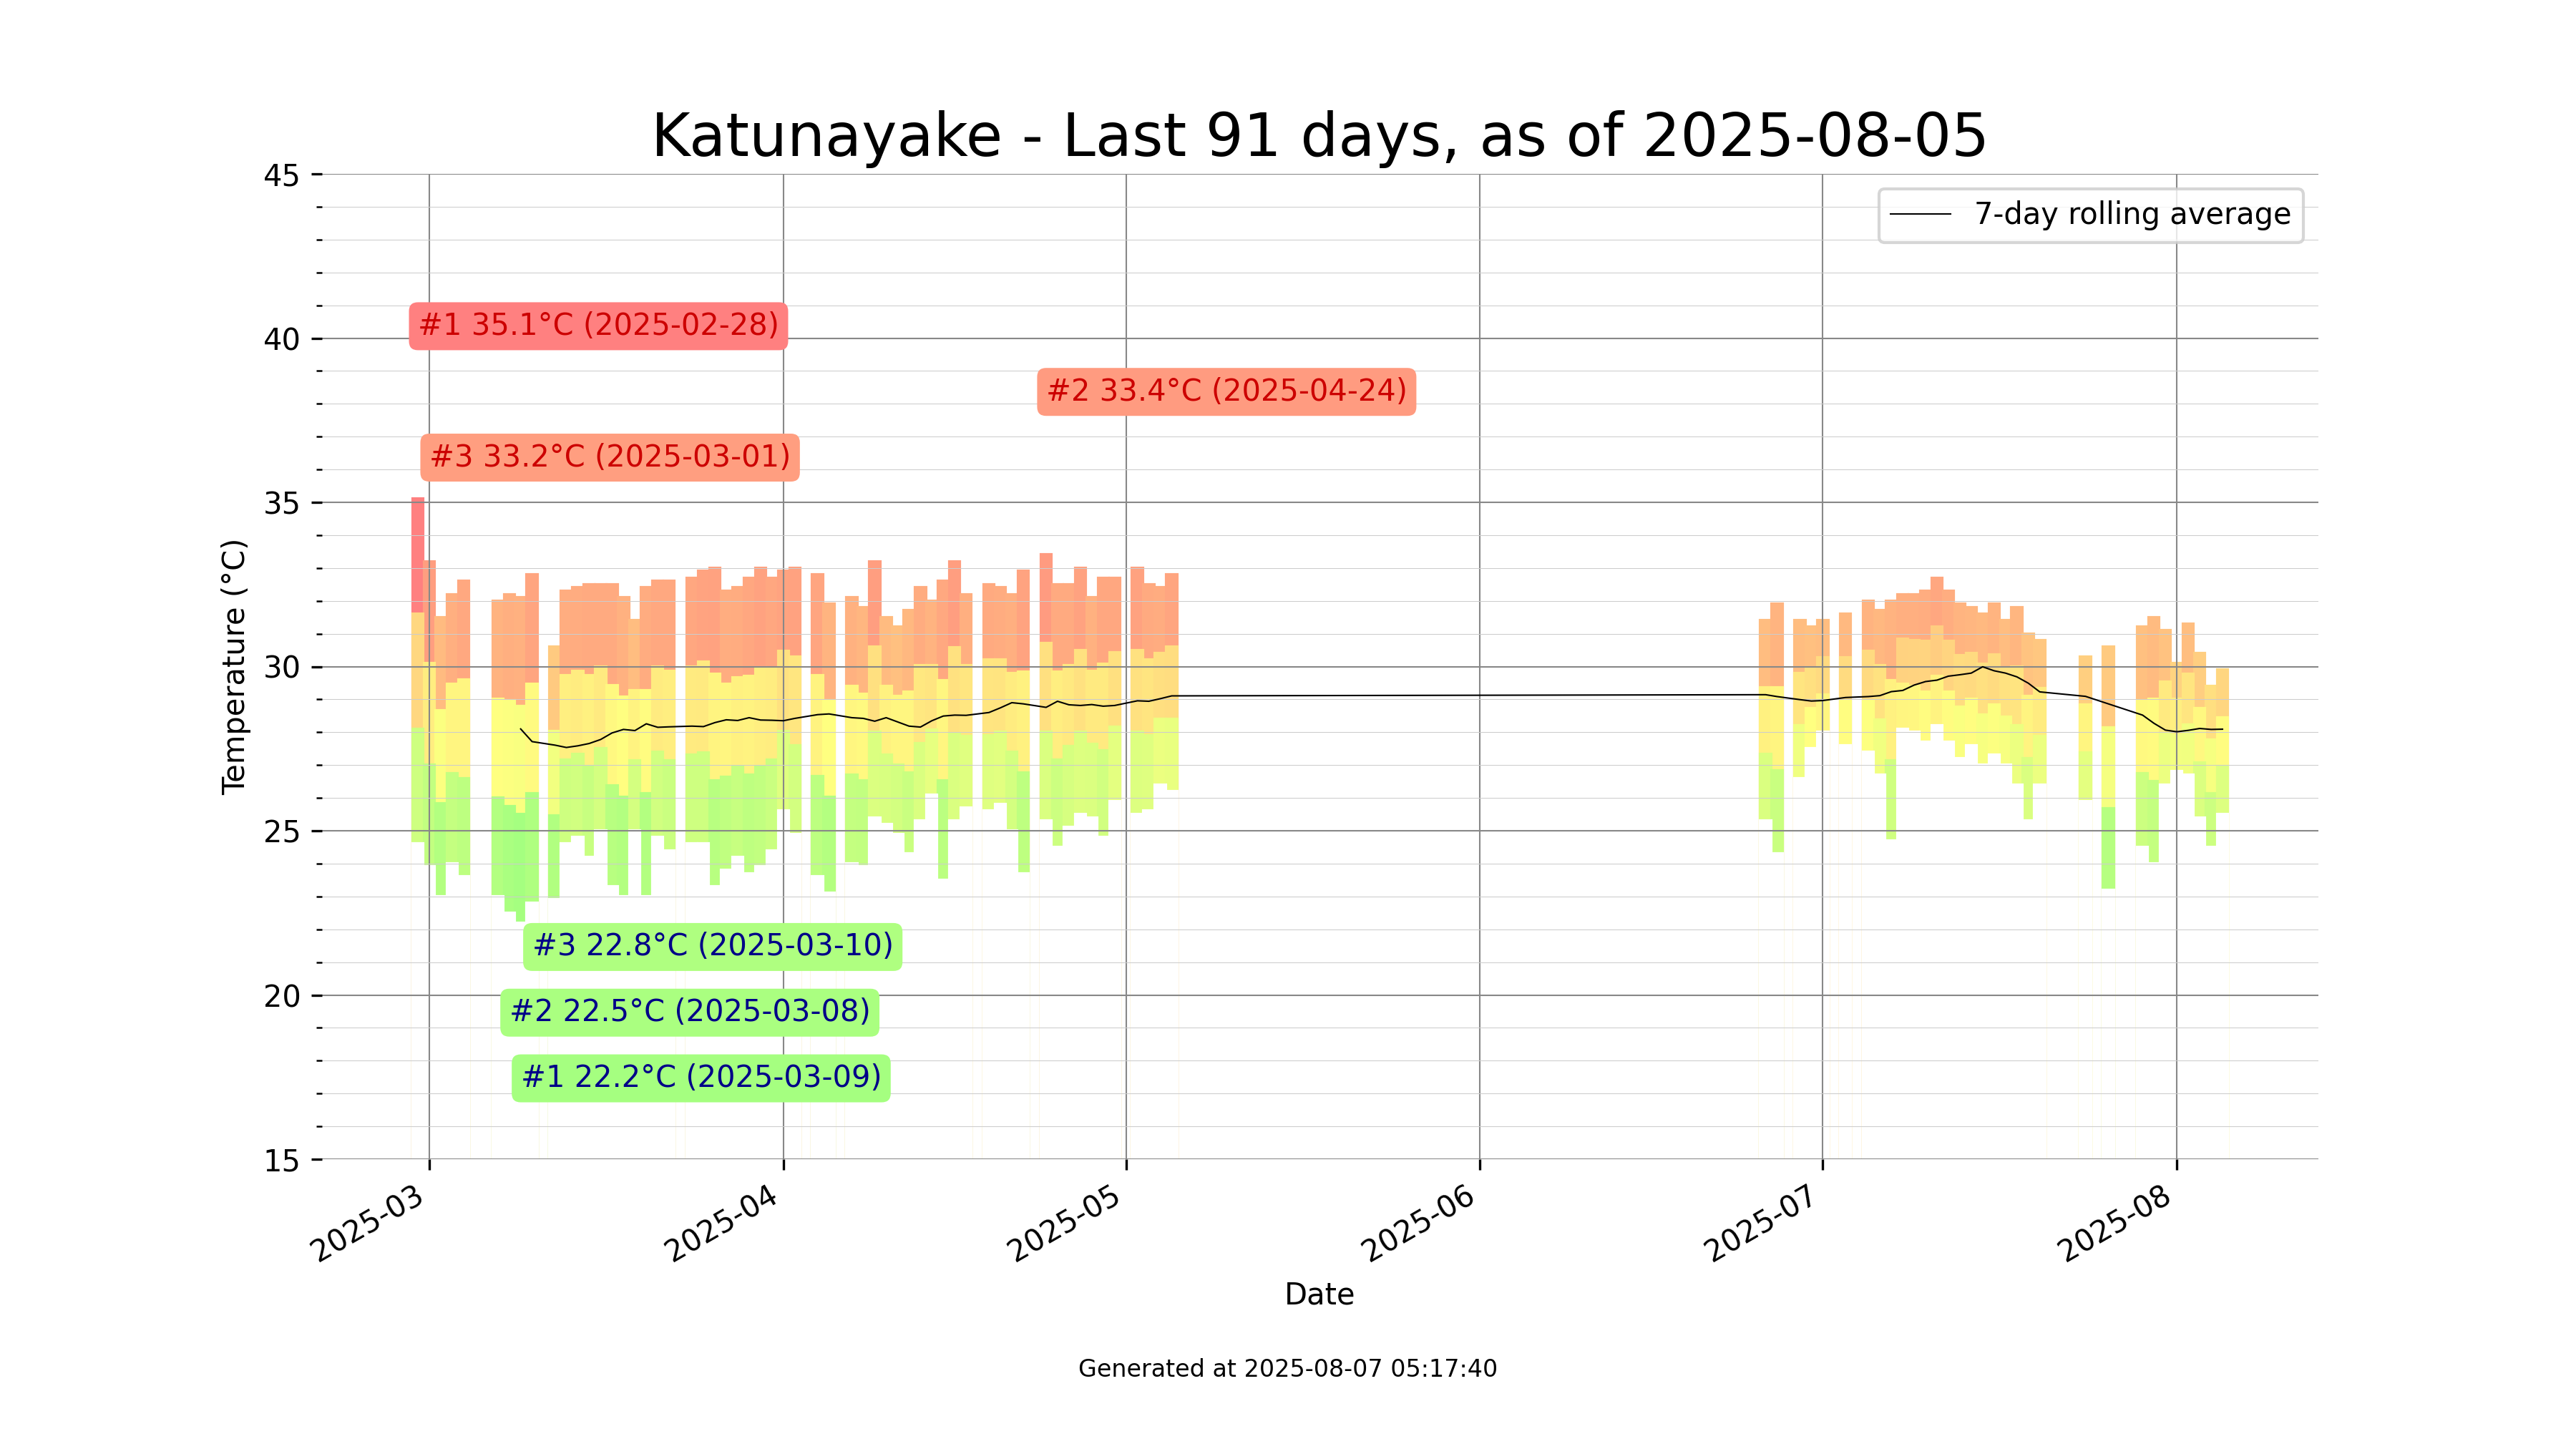 Katunayake - Last 91 days, as of 2025-08-05
7-day rolling average
45
40
35
30
25
20
15
Temperature (°C)
#1 35.1°C (2025-02-28)
#2 33.4°C (2025-04-24)
#3 33.2°C (2025-03-01)
#3 22.8°C (2025-03-10)
#2 22.5°C (2025-03-08)
#1 22.2°C (2025-03-09)
2025-03
2025-04
2025-05
2025-06
2025-07
2025-08
Date
Generated at 2025-08-07 05:17:40